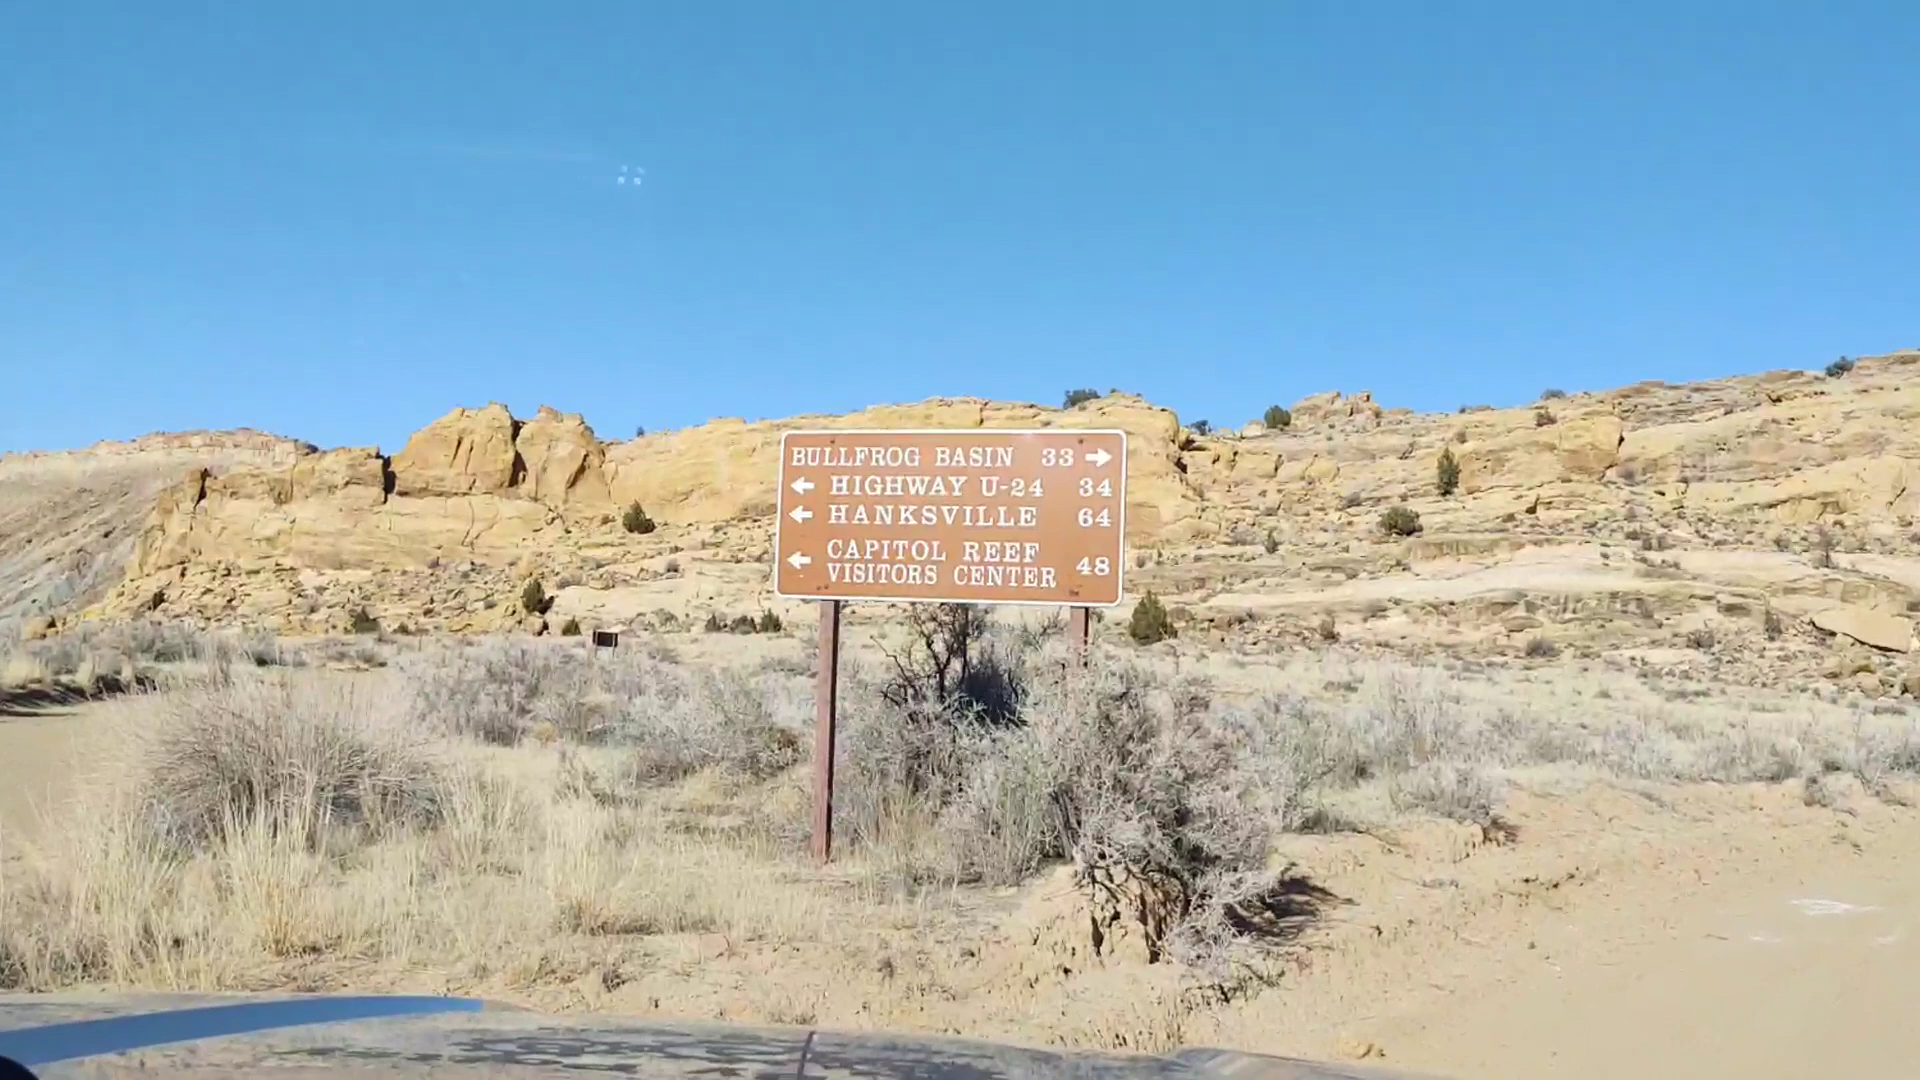 BULLFROG BASIN 33 →
← HIGHWAY U-24 34
← HANKSVILLE 64
← CAPITOL REEF
VISITORS CENTER 48